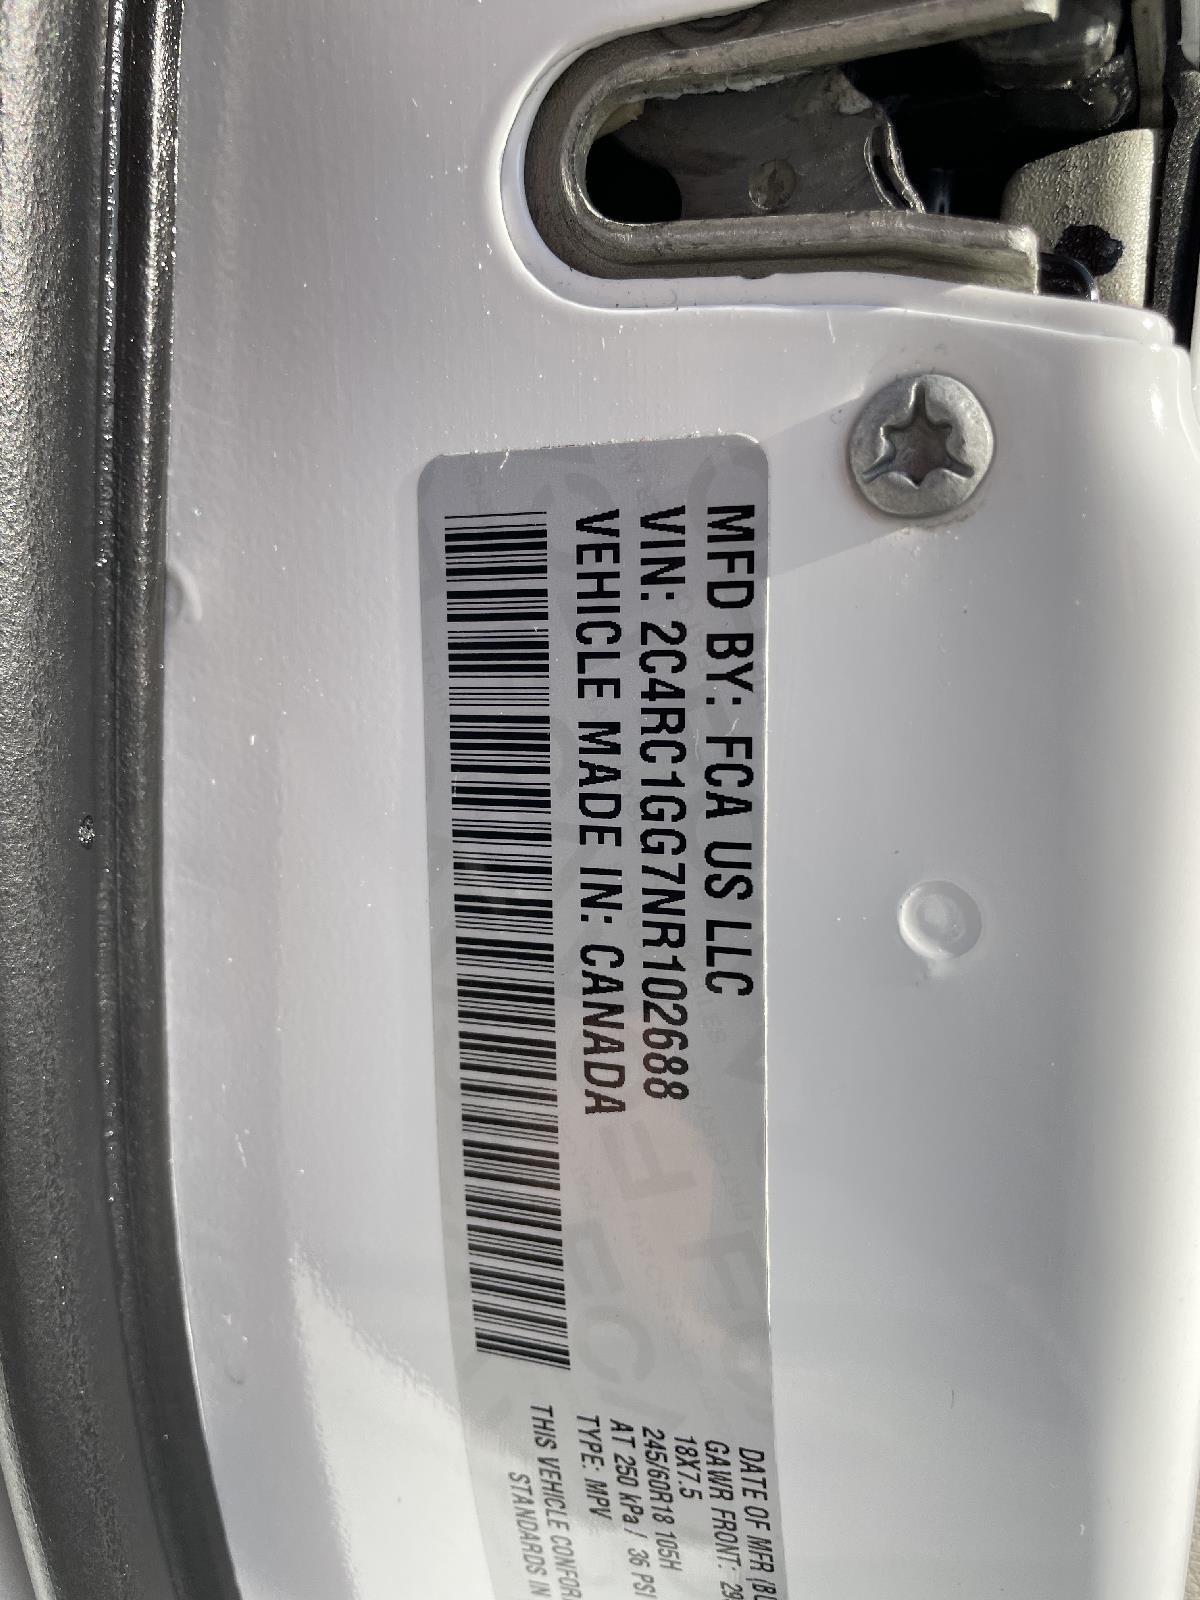 MFD BY: FCA US LLC
VIN: 2C4RC1GG7NR102688
VEHICLE MADE IN: CANADA
DATE OF MFR
GAWR FRONT:
18X7.5
245/60R18 105H
AT 250 kPa / 36 PSI
TYPE: MPV
THIS VEHICLE
STANDARDS IN